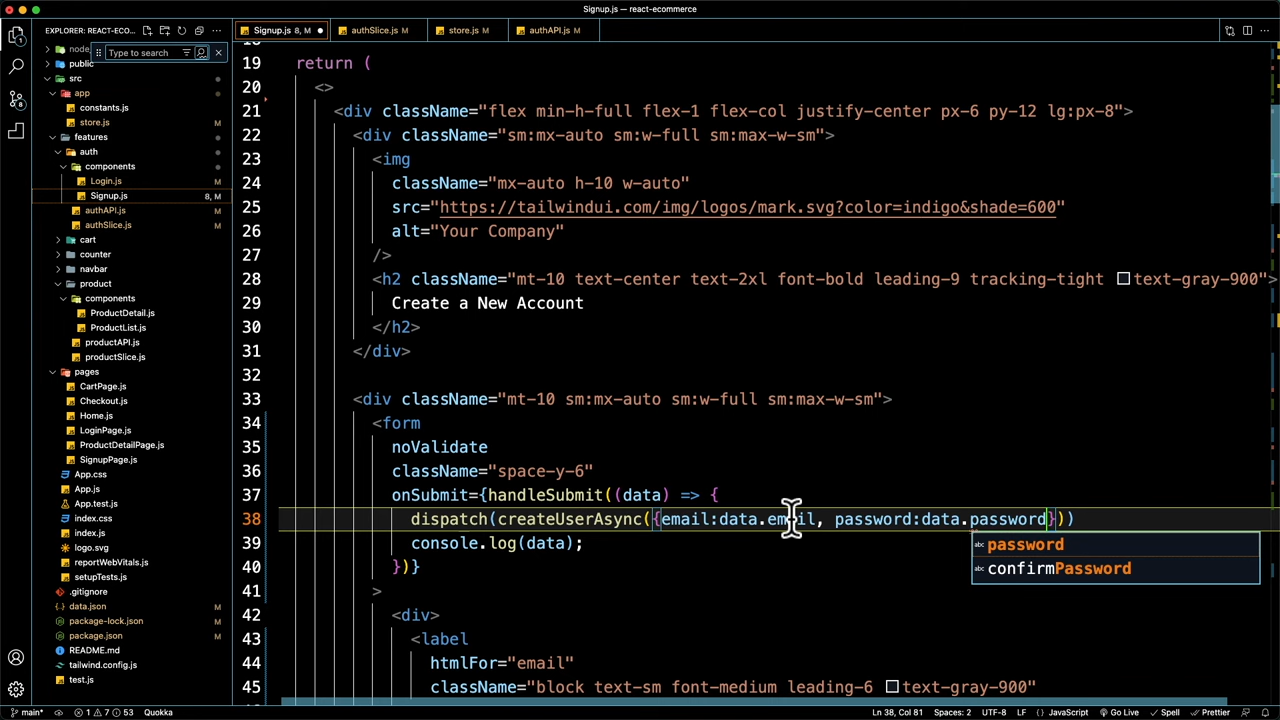 Signup.js — react-ecommerce
EXPLORER: REACT-ECO...
Signup.js 8, M
authSlice.js M
store.js M
authAPI.js M
Type to search
node
public
src
app
constants.js
store.js M
features
auth
components
Login.js M
Signup.js 8, M
authAPI.js M
authSlice.js M
cart
counter
navbar
product
components
ProductDetail.js
ProductList.js
productAPI.js
productSlice.js
pages
CartPage.js
Checkout.js
Home.js
LoginPage.js
ProductDetailPage.js
SignupPage.js
App.css
App.js
App.test.js
index.css
index.js
logo.svg
reportWebVitals.js
setupTests.js
.gitignore
data.json M
package-lock.json M
package.json M
README.md
tailwind.config.js
test.js
19 return (
20 <>
21 <div className="flex min-h-full flex-1 flex-col justify-center px-6 py-12 lg:px-8">
22 <div className="sm:mx-auto sm:w-full sm:max-w-sm">
23 <img
24 className="mx-auto h-10 w-auto"
25 src="https://tailwindui.com/img/logos/mark.svg?color=indigo&shade=600"
26 alt="Your Company"
27 />
28 <h2 className="mt-10 text-center text-2xl font-bold leading-9 tracking-tight text-gray-900">
29 Create a New Account
30 </h2>
31 </div>
32
33 <div className="mt-10 sm:mx-auto sm:w-full sm:max-w-sm">
34 <form
35 noValidate
36 className="space-y-6"
37 onSubmit={handleSubmit((data) => {
38 dispatch(createUserAsync({email:data.email, password:data.password}))
39 console.log(data);
40 })}
41 >
42 <div>
43 <label
44 htmlFor="email"
45 className="block text-sm font-medium leading-6 text-gray-900"
abc password
abc confirmPassword
main* 1 7 53 Quokka
Ln 38, Col 81 Spaces: 2 UTF-8 LF {} JavaScript Go Live Spell Prettier